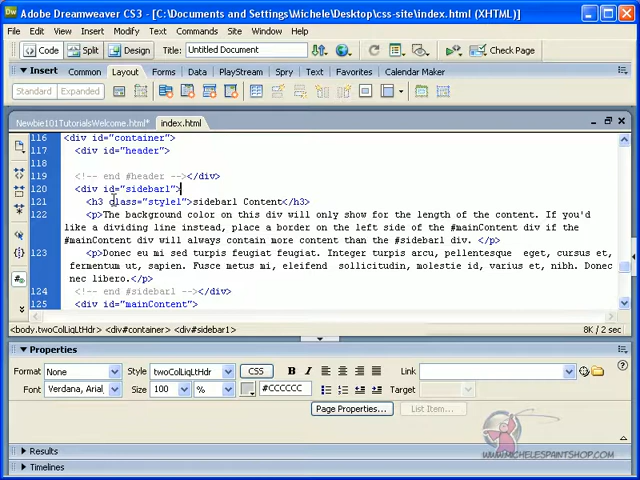 Adobe Dreamweaver CS3 - [C:\Documents and Settings\Michele\Desktop\css-site\index.html (XHTML)]
File Edit View Insert Modify Text Commands Site Window Help
Code Split Design Title: Untitled Document Check Page
Insert Common Layout Forms Data PlayStream Spry Text Favorites Calendar Maker
Standard Expanded
Newbie101TutorialsWelcome.html* index.html
116 <div id="container">
117 <div id="header">
118
119 <!-- end #header --></div>
120 <div id="sidebar1">
121 <h3 class="style1">sidebar1 Content</h3>
122 <p>The background color on this div will only show for the length of the content. If you'd
like a dividing line instead, place a border on the left side of the #mainContent div if the
#mainContent div will always contain more content than the #sidebar1 div. </p>
123 <p>Donec eu mi sed turpis feugiat feugiat. Integer turpis arcu, pellentesque  eget, cursus et,
fermentum ut, sapien. Fusce metus mi, eleifend  sollicitudin, molestie id, varius et, nibh. Donec
nec libero.</p>
124 <!-- end #sidebar1 --></div>
125 <div id="mainContent">
<body.twoColLiqLtHdr> <div#container> <div#sidebar1> 8K / 2 sec
Properties
Format None Style twoColLiqLtHdr CSS B I Link
Font Verdana, Arial, Size 100 % #CCCCCC Target
Page Properties... List Item...
Results
Timelines
WWW.MICHELESPAINTSHOP.COM